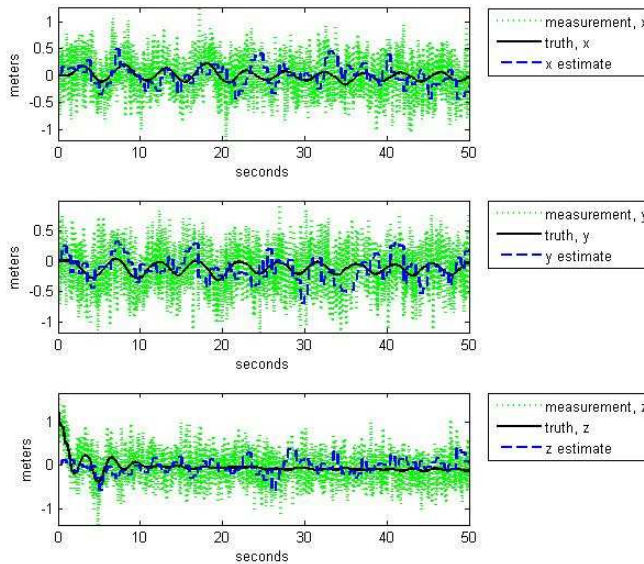 1
0.5
0
-0.5
-1
meters
0 10 20 30 40 50
seconds
measurement, x
truth, x
x estimate
0.5
0
-0.5
-1
meters
0 10 20 30 40 50
seconds
measurement, y
truth, y
y estimate
1
0
-1
meters
0 10 20 30 40 50
seconds
measurement, z
truth, z
z estimate